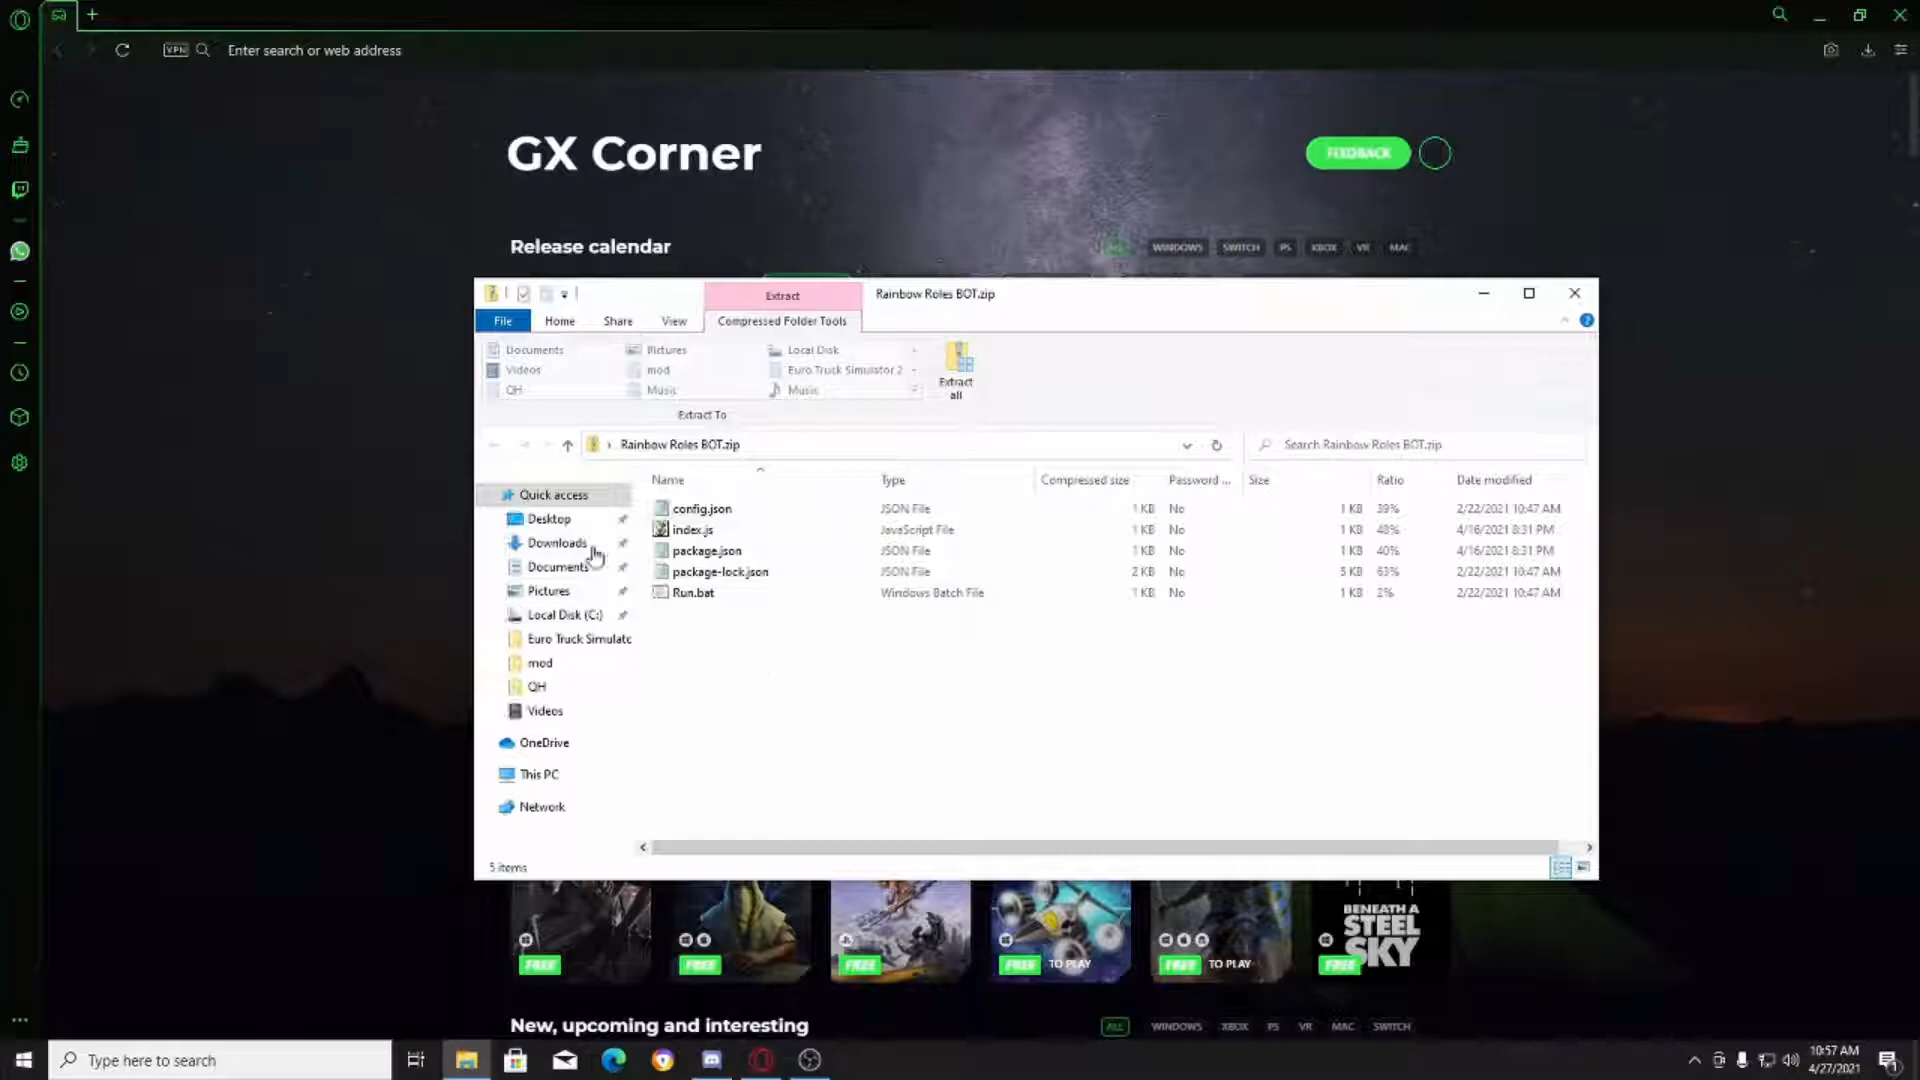 VPN
Enter search or web address
GX Corner
FEEDBACK
Release calendar
ALL WINDOWS SWITCH PS XBOX VR MAC
Extract
Rainbow Roles BOT.zip
File Home Share View Compressed Folder Tools
Documents Pictures Local Disk
Videos mod Euro Truck Simulator 2
QH Music Music
Extract all
Extract To
Rainbow Roles BOT.zip
Search Rainbow Roles BOT.zip
Name Type Compressed size Password ... Size Ratio Date modified
config.json JSON File 1 KB No 1 KB 39% 2/22/2021 10:47 AM
index.js JavaScript File 1 KB No 1 KB 48% 4/16/2021 8:31 PM
package.json JSON File 1 KB No 1 KB 40% 4/16/2021 8:31 PM
package-lock.json JSON File 2 KB No 5 KB 63% 2/22/2021 10:47 AM
Run.bat Windows Batch File 1 KB No 1 KB 2% 2/22/2021 10:47 AM
Quick access
Desktop
Downloads
Documents
Pictures
Local Disk (C:)
Euro Truck Simulatc
mod
QH
Videos
OneDrive
This PC
Network
5 items
BENEATH A
STEEL
SKY
FREE FREE FREE FREE TO PLAY FREE TO PLAY FREE
New, upcoming and interesting
ALL WINDOWS XBOX PS VR MAC SWITCH
Type here to search
10:57 AM
4/27/2021